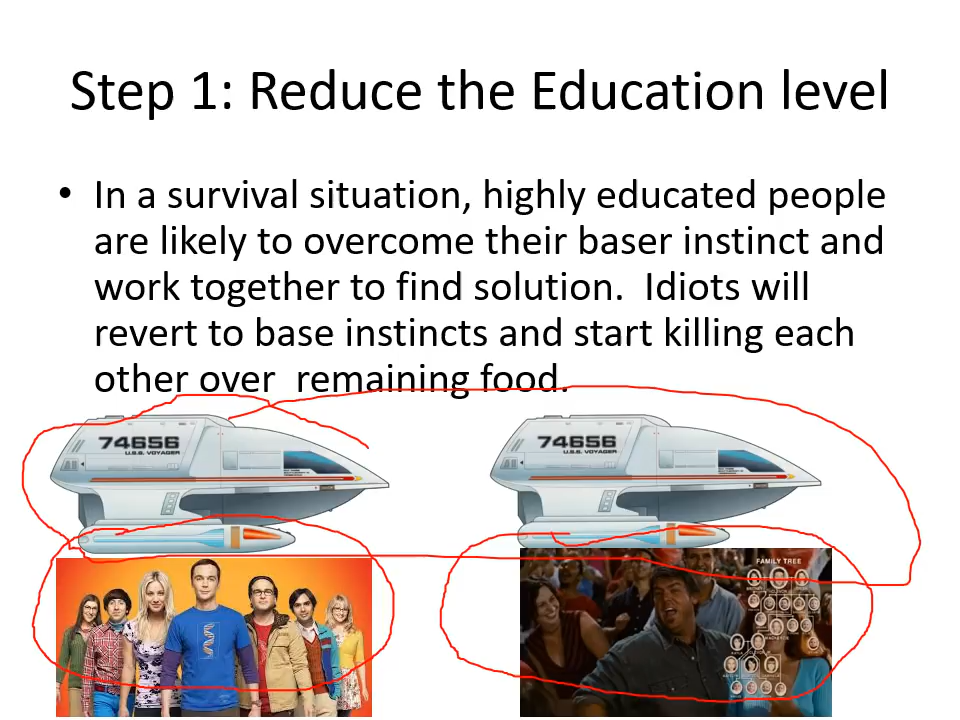 Step 1: Reduce the Education level
• In a survival situation, highly educated people
are likely to overcome their baser instinct and
work together to find solution.  Idiots will
revert to base instincts and start killing each
other over  remaining food.
74656
U.S.S. VOYAGER
74656
U.S.S. VOYAGER
FAMILY TREE